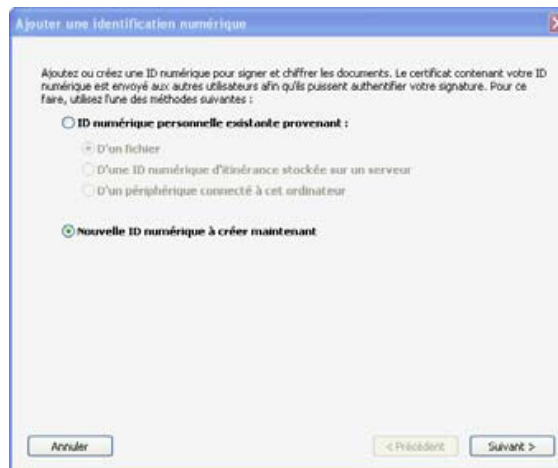 Ajouter une identification numérique
Ajoutez ou créez une ID numérique pour signer et chiffrer les documents. Le certificat contenant votre ID
numérique est envoyé aux autres utilisateurs afin qu'ils puissent authentifier votre signature. Pour ce
faire, utilisez l'une des méthodes suivantes :
ID numérique personnelle existante provenant :
D'un fichier
D'une ID numérique d'itinérance stockée sur un serveur
D'un périphérique connecté à cet ordinateur
Nouvelle ID numérique à créer maintenant
Annuler
< Précédent
Suivant >